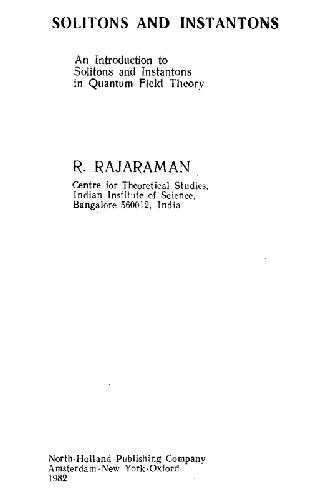 SOLITONS AND INSTANTONS
An Introduction to
Solitons and Instantons
in Quantum Field Theory
R. RAJARAMAN
Centre for Theoretical Studies,
Indian Institute of Science,
Bangalore 560012, India
North-Holland Publishing Company
Amsterdam·New York·Oxford
1982